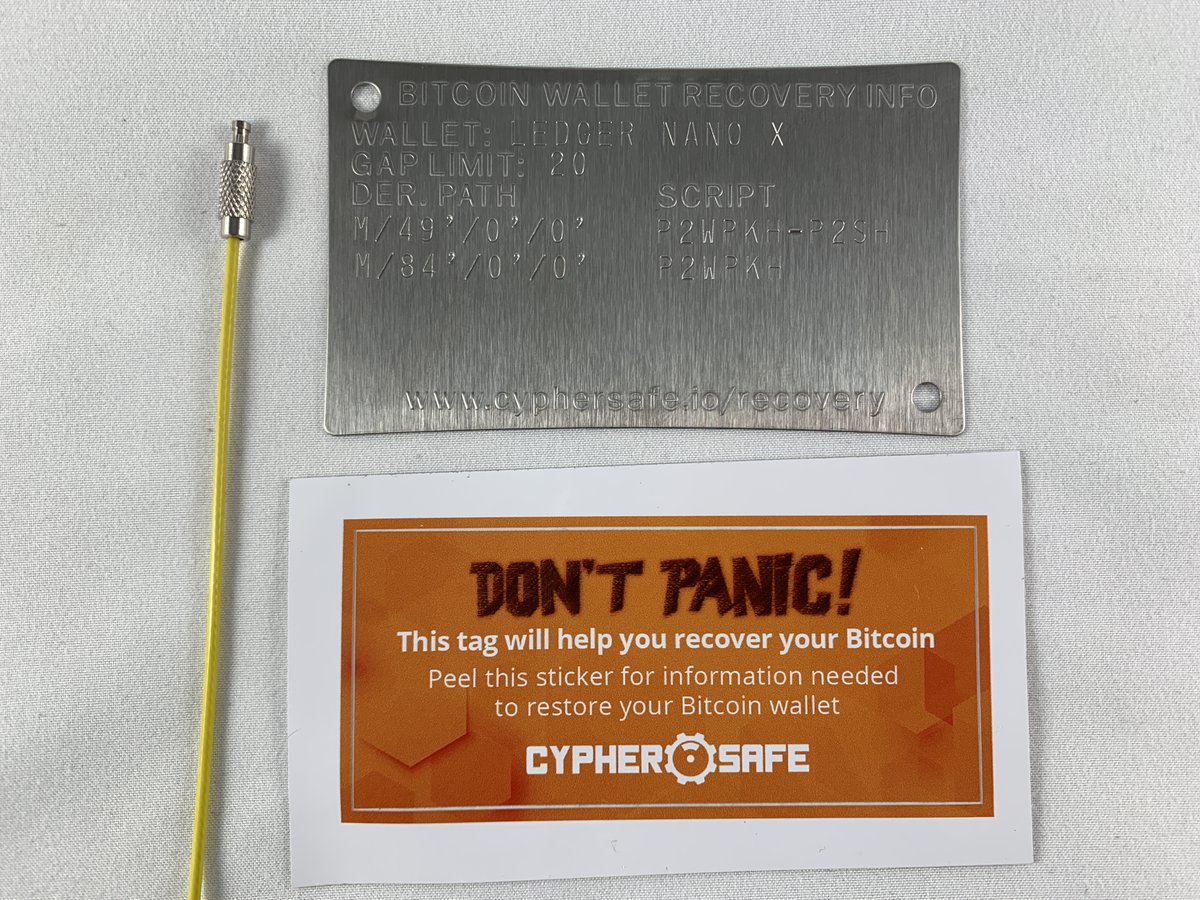 BITCOIN WALLET RECOVERY INFO
WALLET: LEDGER NANO X
GAP LIMIT: 20
DER. PATH SCRIPT
M/49'/0'/0' P2WPKH-P2SH
M/84'/0'/0' P2WPKH
www.cyphersafe.io/recovery
DON'T PANIC!
This tag will help you recover your Bitcoin
Peel this sticker for information needed
to restore your Bitcoin wallet
CYPHER SAFE